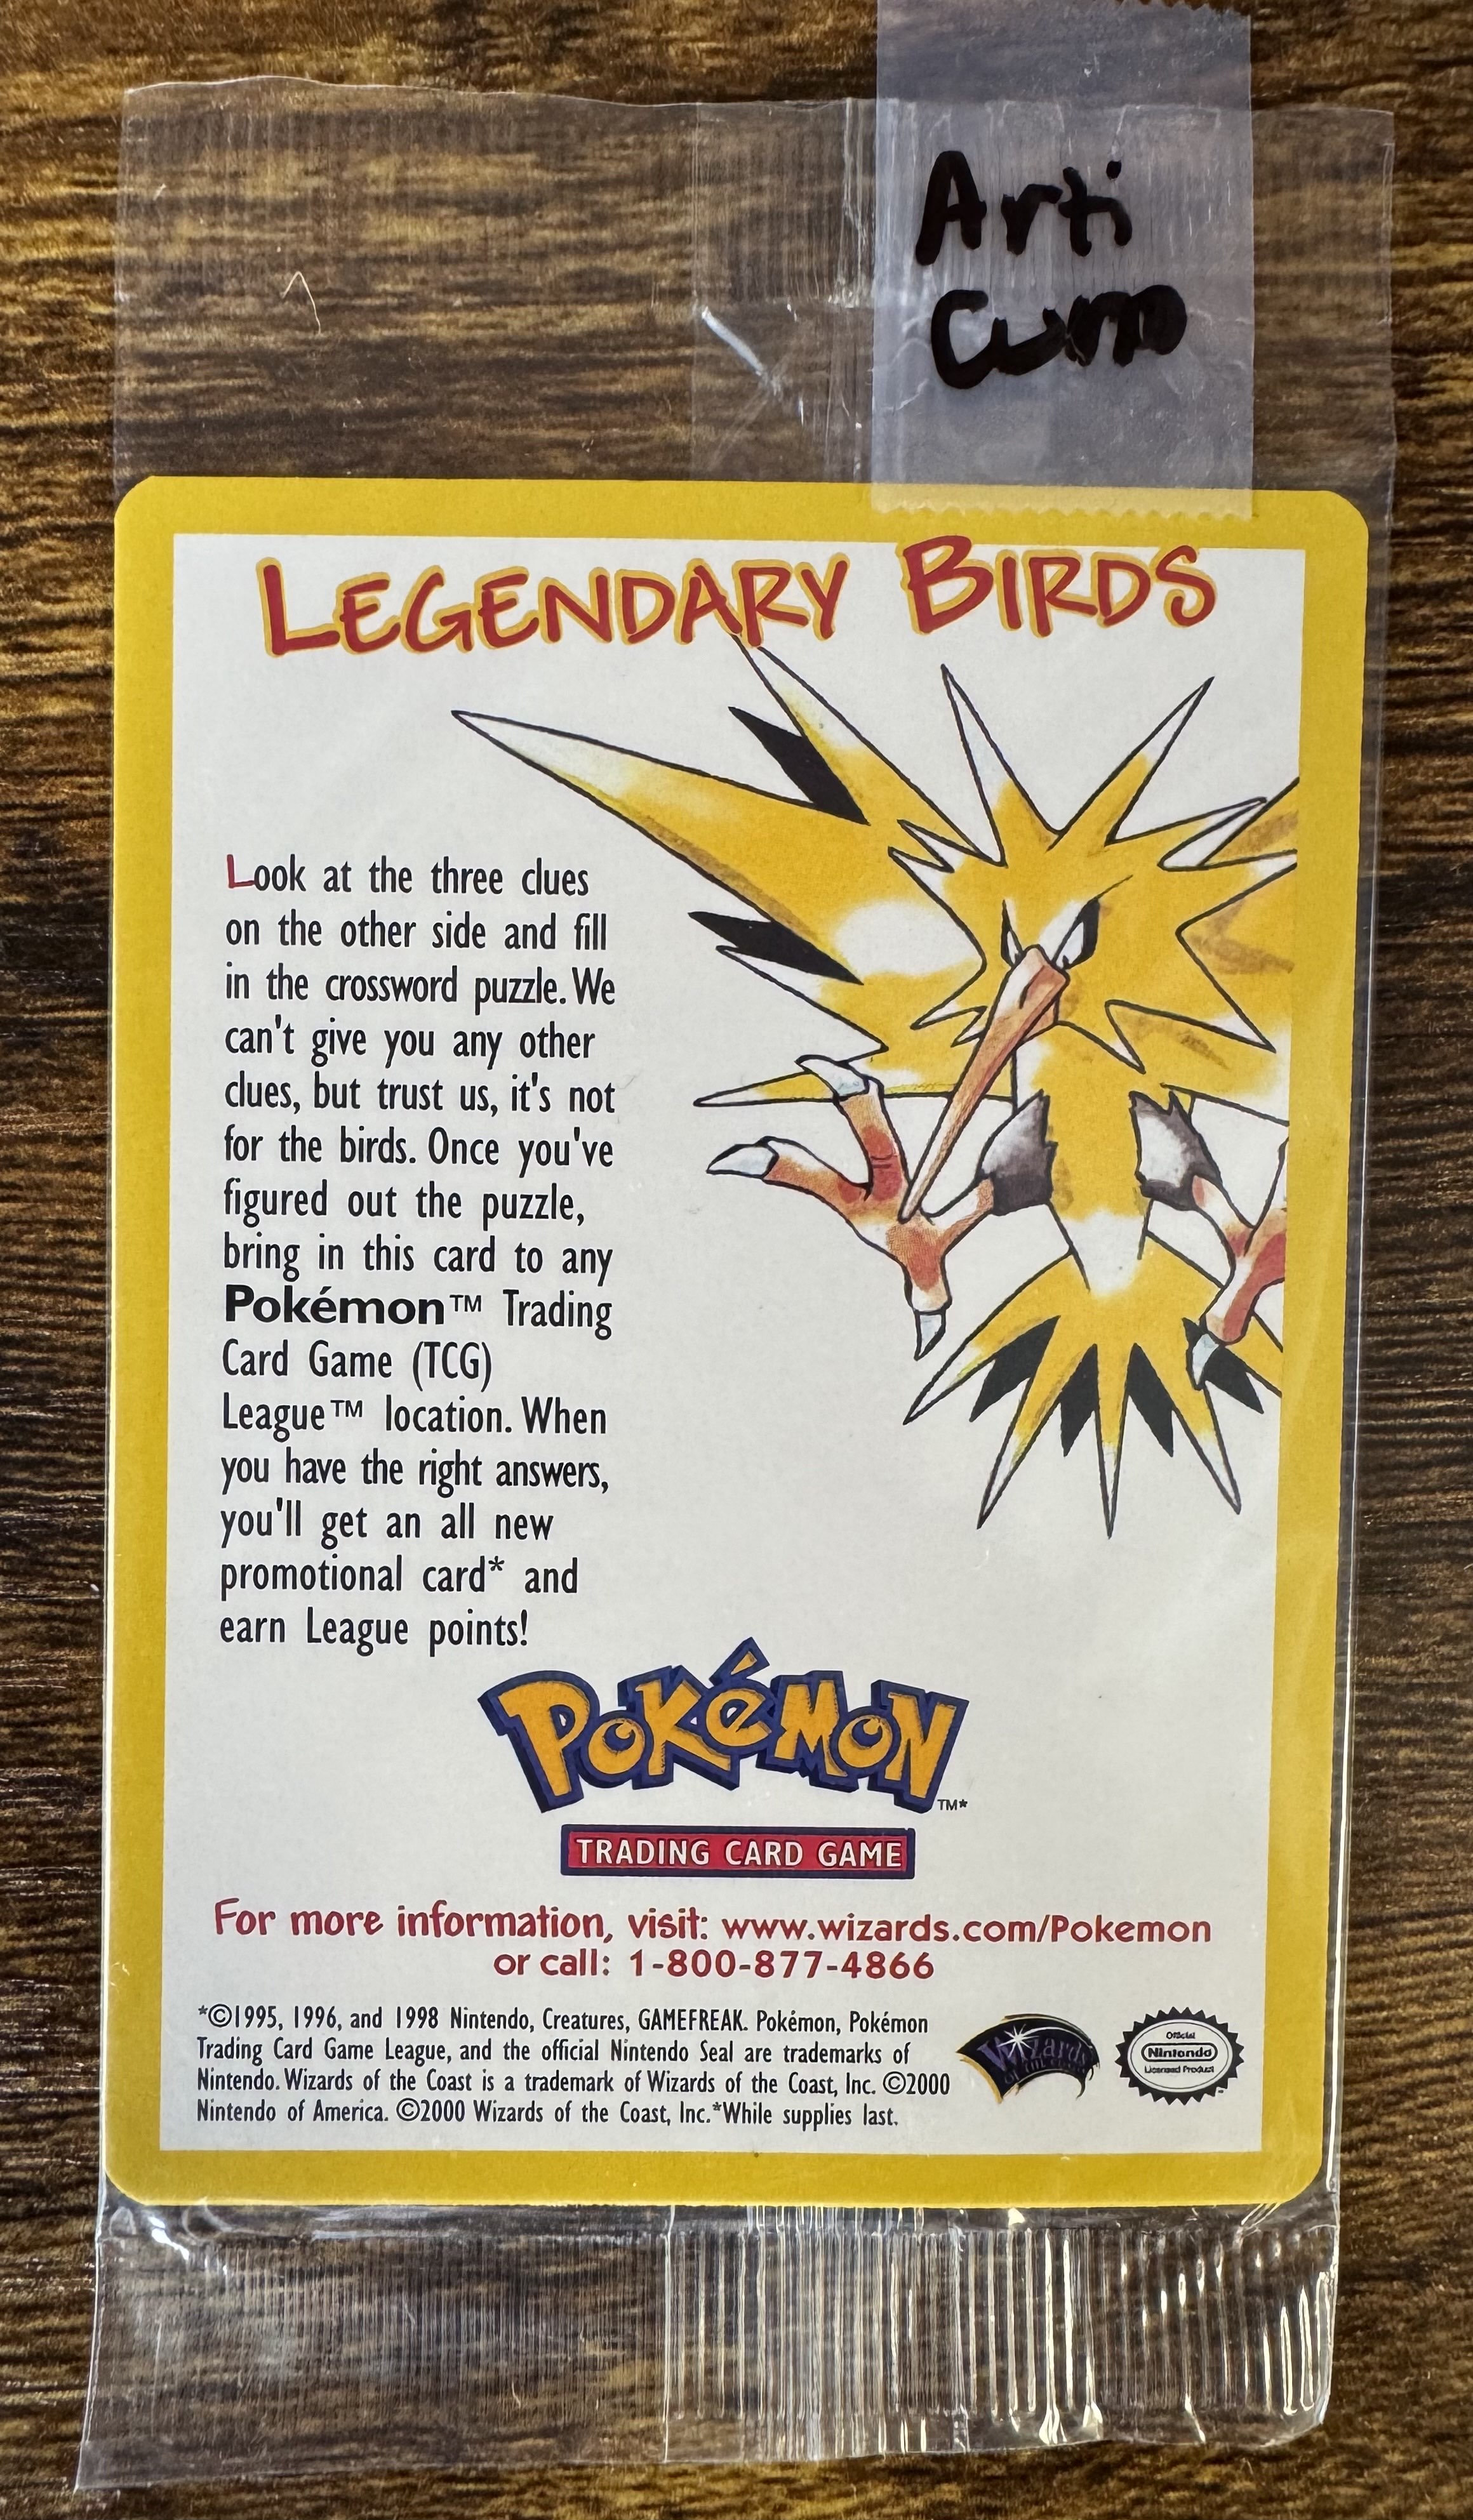 Arti
Cuno
LEGENDARY BIRDS
Look at the three clues
on the other side and fill
in the crossword puzzle. We
can't give you any other
clues, but trust us, it's not
for the birds. Once you've
figured out the puzzle,
bring in this card to any
Pokémon™ Trading
Card Game (TCG)
League™ location. When
you have the right answers,
you'll get an all new
promotional card* and
earn League points!
POKéMON
TM*
TRADING CARD GAME
For more information, visit: www.wizards.com/Pokemon
or call: 1-800-877-4866
*©1995, 1996, and 1998 Nintendo, Creatures, GAMEFREAK. Pokémon, Pokémon
Trading Card Game League, and the official Nintendo Seal are trademarks of
Nintendo. Wizards of the Coast is a trademark of Wizards of the Coast, Inc. ©2000
Nintendo of America. ©2000 Wizards of the Coast, Inc.*While supplies last.
Wizards
Official
Nintendo
Licensed Product